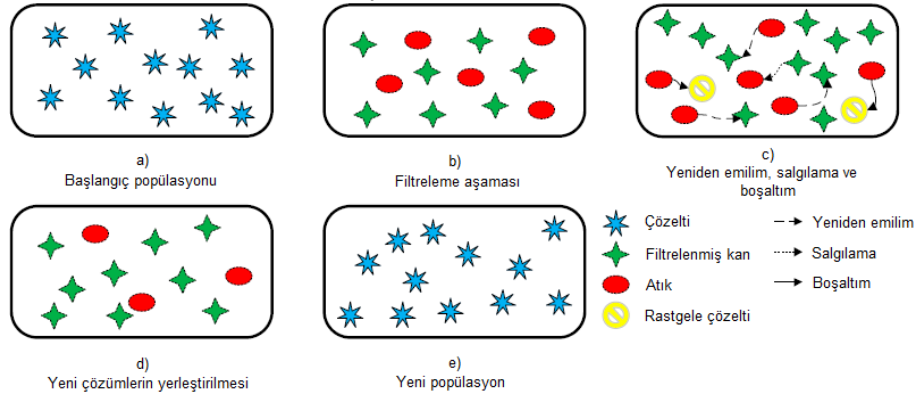 a)
Başlangıç popülasyonu
b)
Filtreleme aşaması
c)
Yeniden emilim, salgılama ve
boşaltım
d)
Yeni çözümlerin yerleştirilmesi
e)
Yeni popülasyon
Çözelti
Filtrelenmiş kan
Atık
Rastgele çözelti
Yeniden emilim
Salgılama
Boşaltım